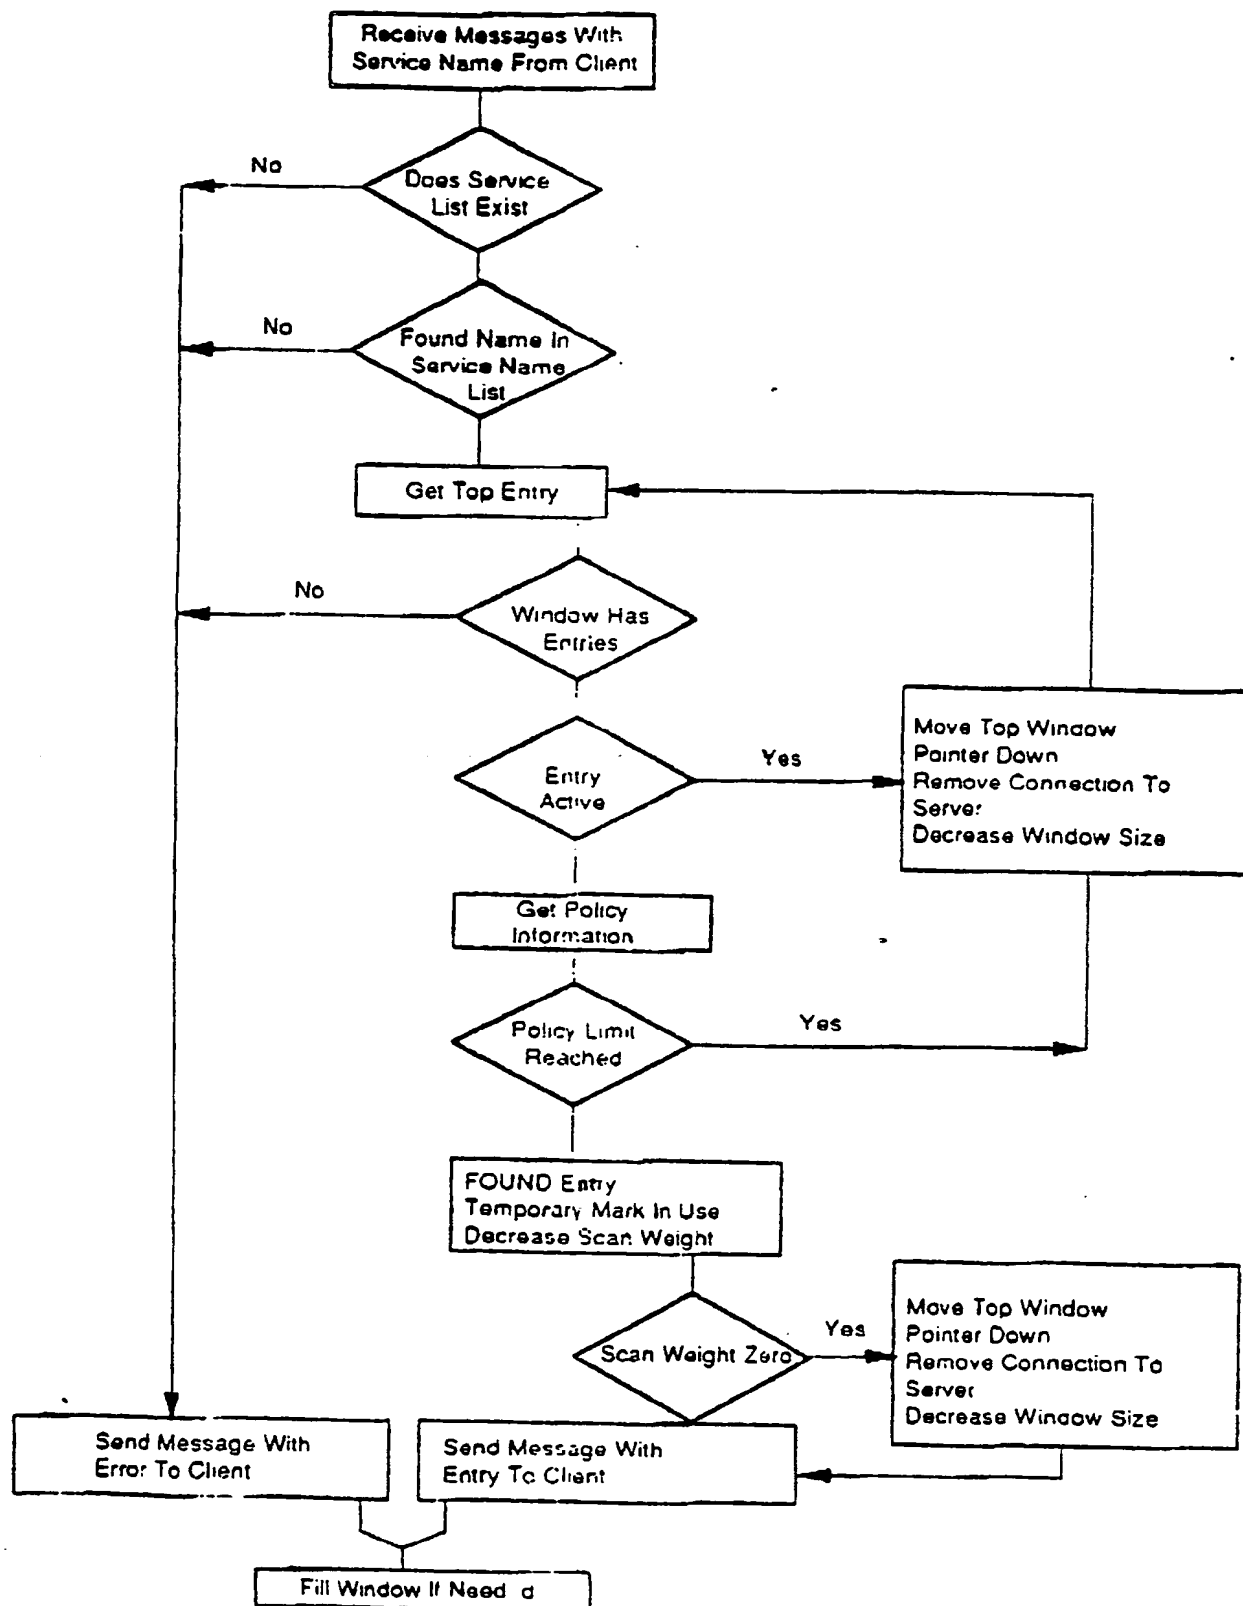 Receive Messages With
Service Name From Client
No
Does Service
List Exist
No
Found Name In
Service Name
List
Get Top Entry
No
Window Has
Entries
Move Top Window
Pointer Down
Remove Connection To
Server
Decrease Window Size
Yes
Entry
Active
Get Policy
Information
Policy Limit
Reached
Yes
FOUND Entry
Temporary Mark In Use
Decrease Scan Weight
Scan Weight Zero
Yes
Move Top Window
Pointer Down
Remove Connection To
Server
Decrease Window Size
Send Message With
Error To Client
Send Message With
Entry To Client
Fill Window If Need d